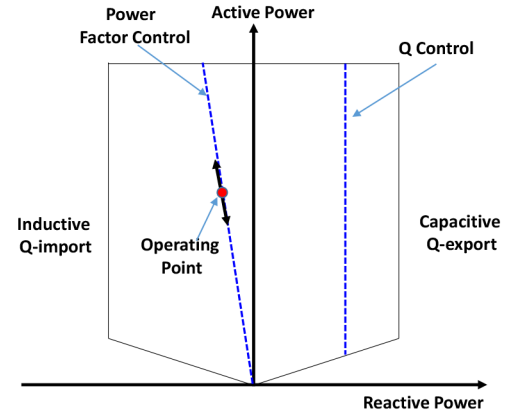 Power
Factor Control
Active Power
Q Control
Inductive
Q-import
Operating
Point
Capacitive
Q-export
Reactive Power